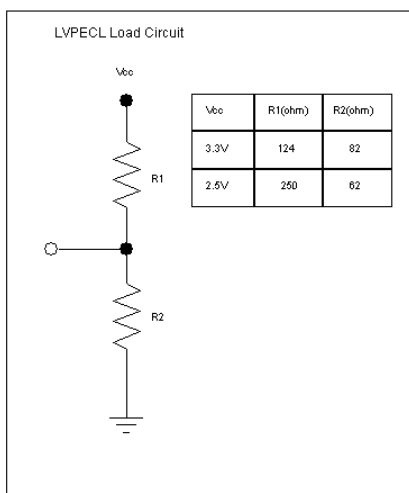 LVPECL Load Circuit
Vcc
R1
R2
Vcc R1(ohm) R2(ohm)
3.3V 124 82
2.5V 250 62